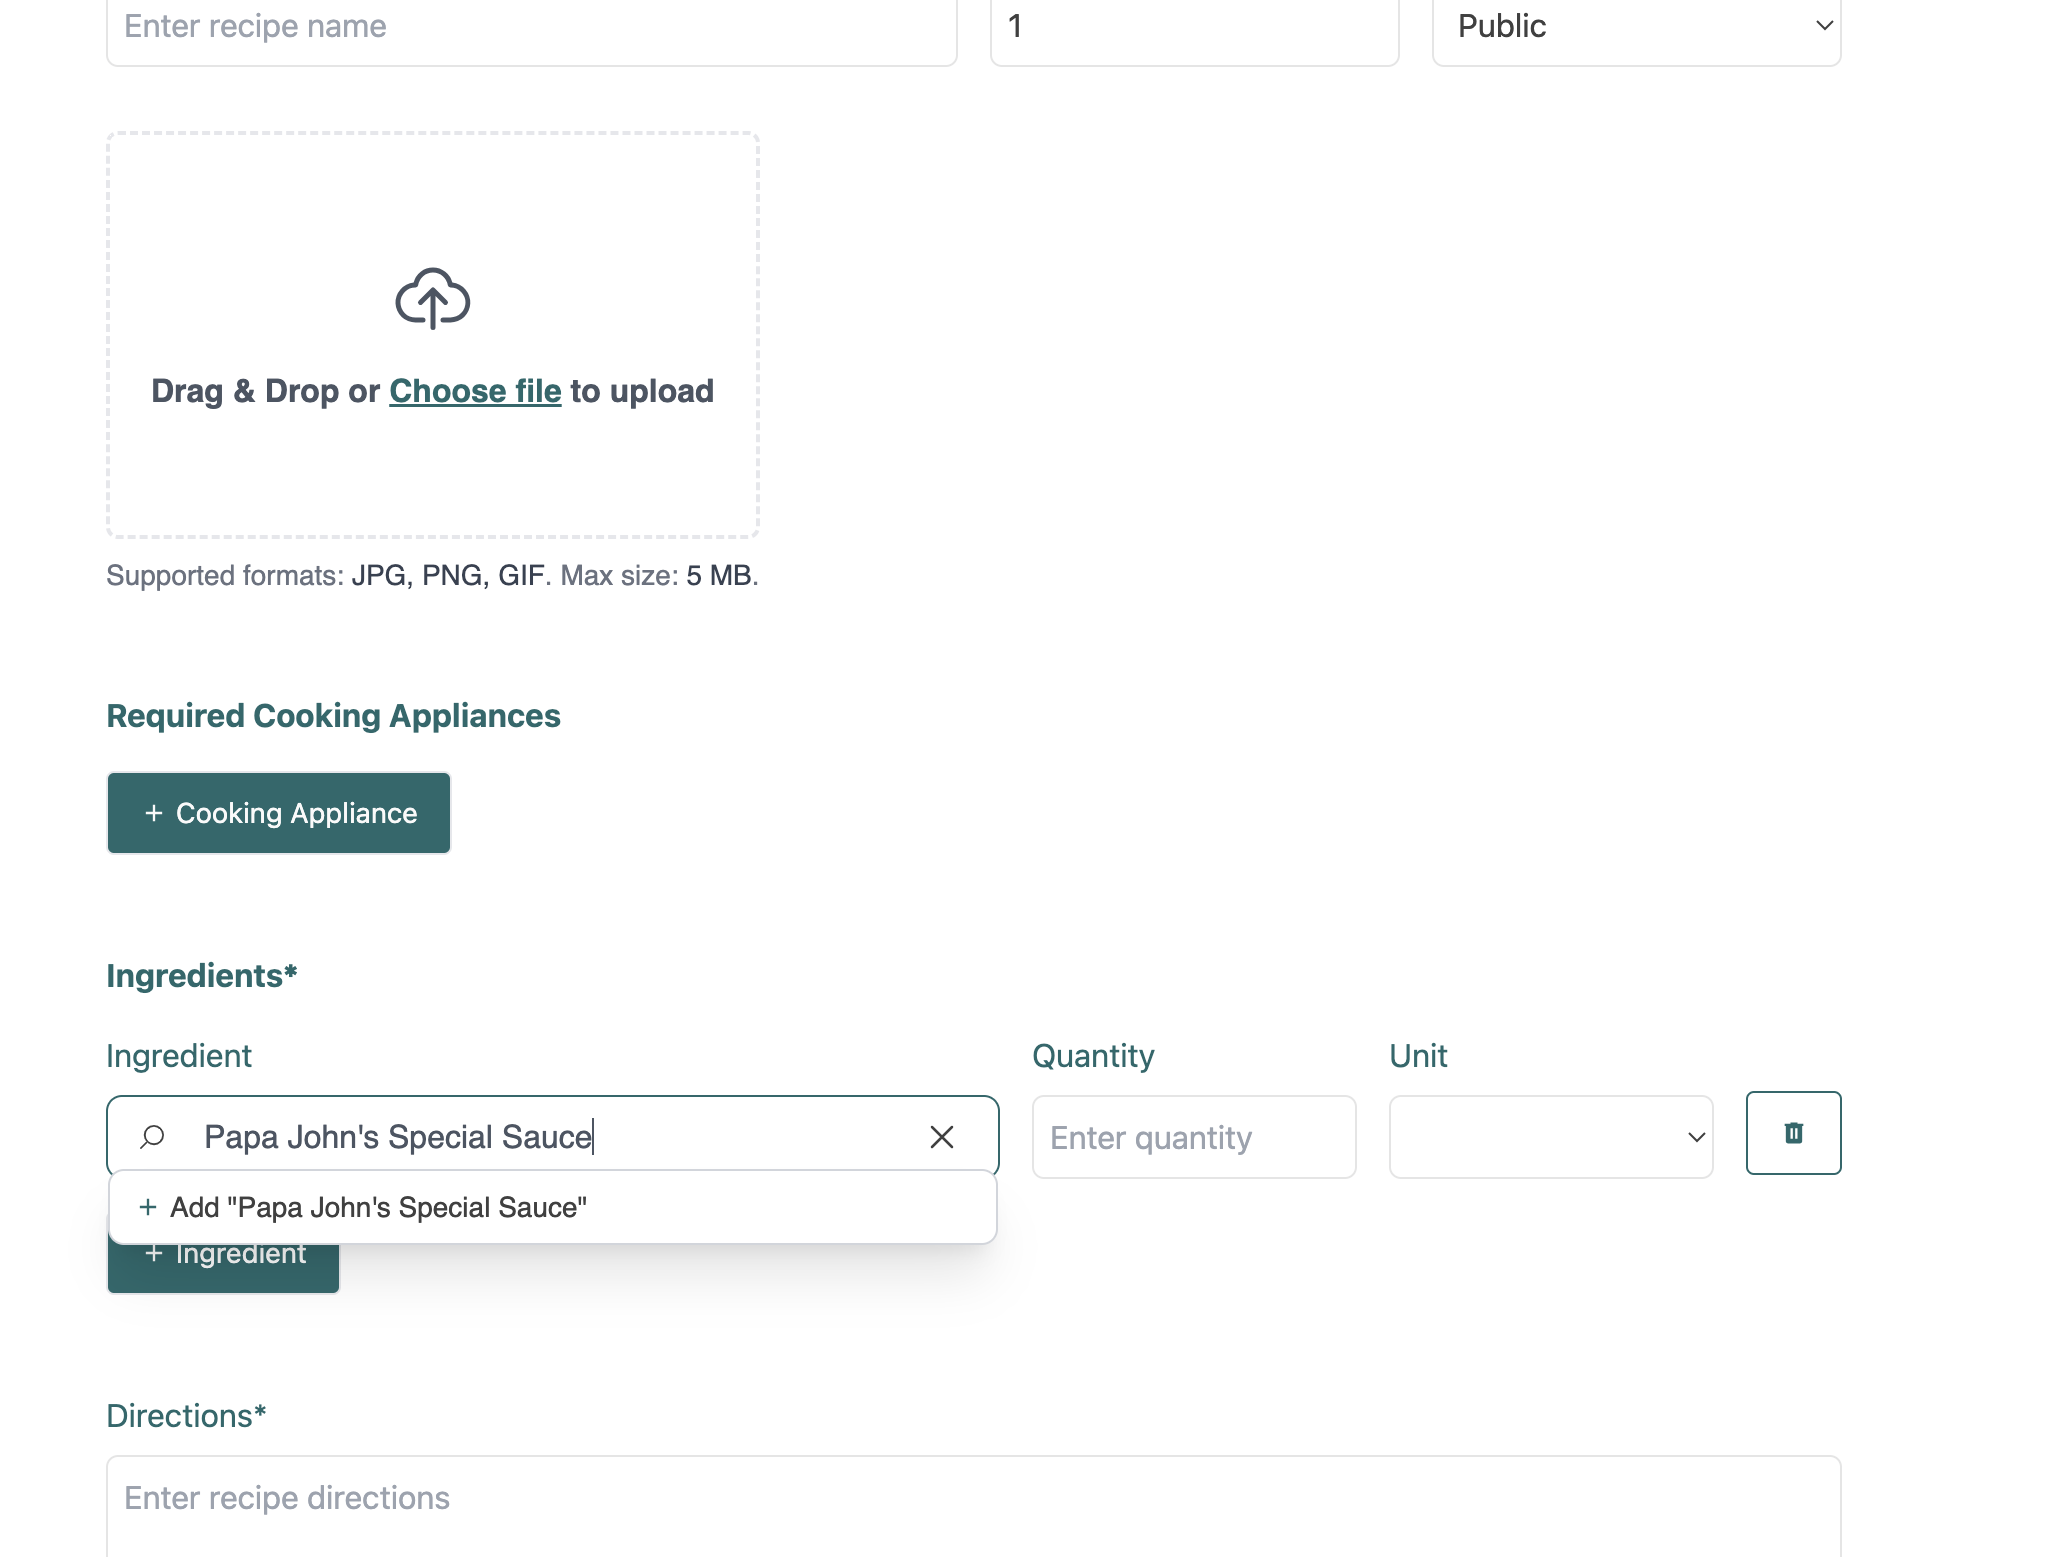 Enter recipe name
1
Public
Drag & Drop or Choose file to upload
Supported formats: JPG, PNG, GIF. Max size: 5 MB.
Required Cooking Appliances
+ Cooking Appliance
Ingredients*
Ingredient
Quantity
Unit
Papa John's Special Sauce
Enter quantity
+ Add "Papa John's Special Sauce"
+ Ingredient
Directions*
Enter recipe directions